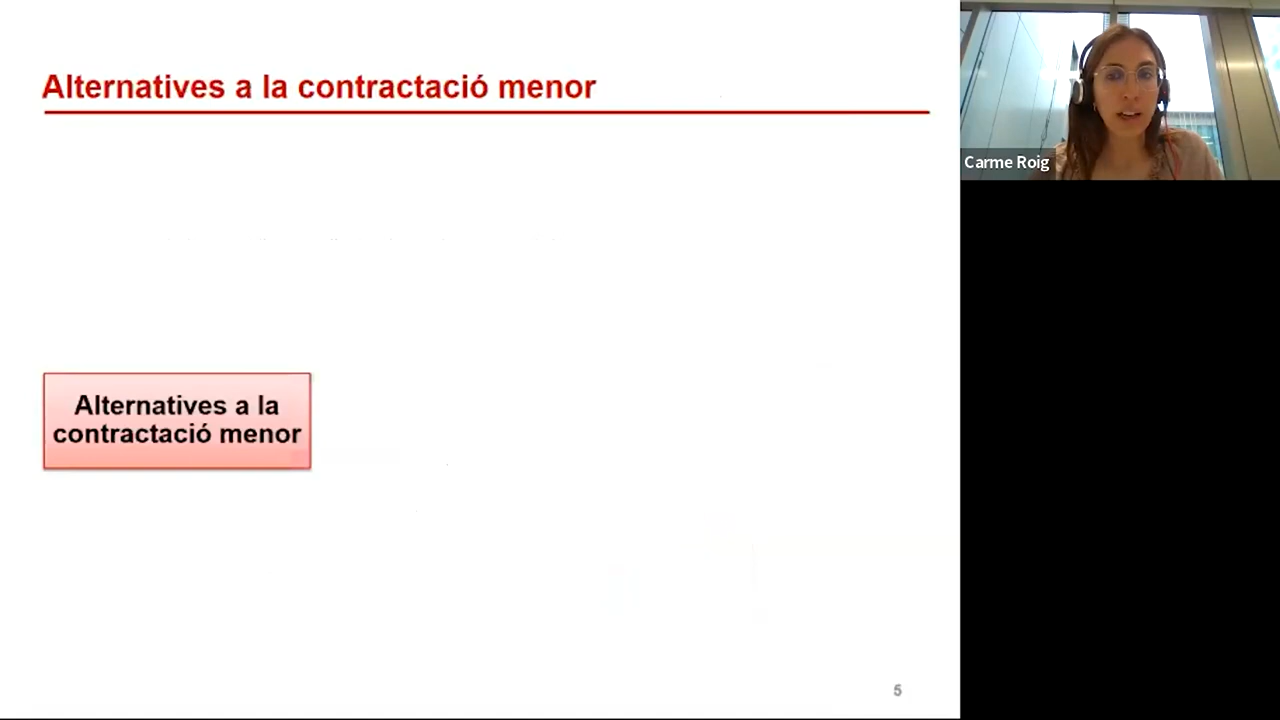 Alternatives a la contractació menor
Carme Roig
Alternatives a la
contractació menor
5